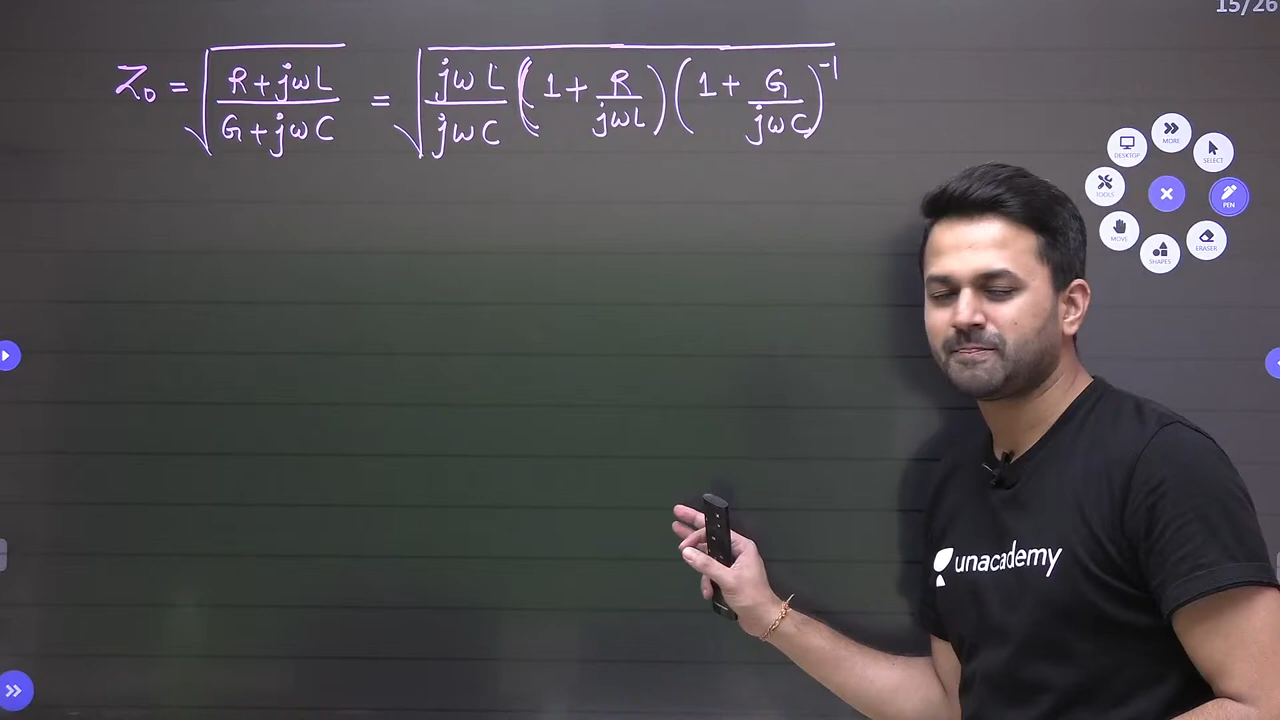 15/26
Z₀ = √((R + jωL)/(G + jωC)) = √((jωL)/(jωC) (1 + R/(jωL)) (1 + G/(jωC))⁻¹)
MORE
DESKTOP
SELECT
TOOLS
PEN
MOVE
ERASER
SHAPES
unacademy